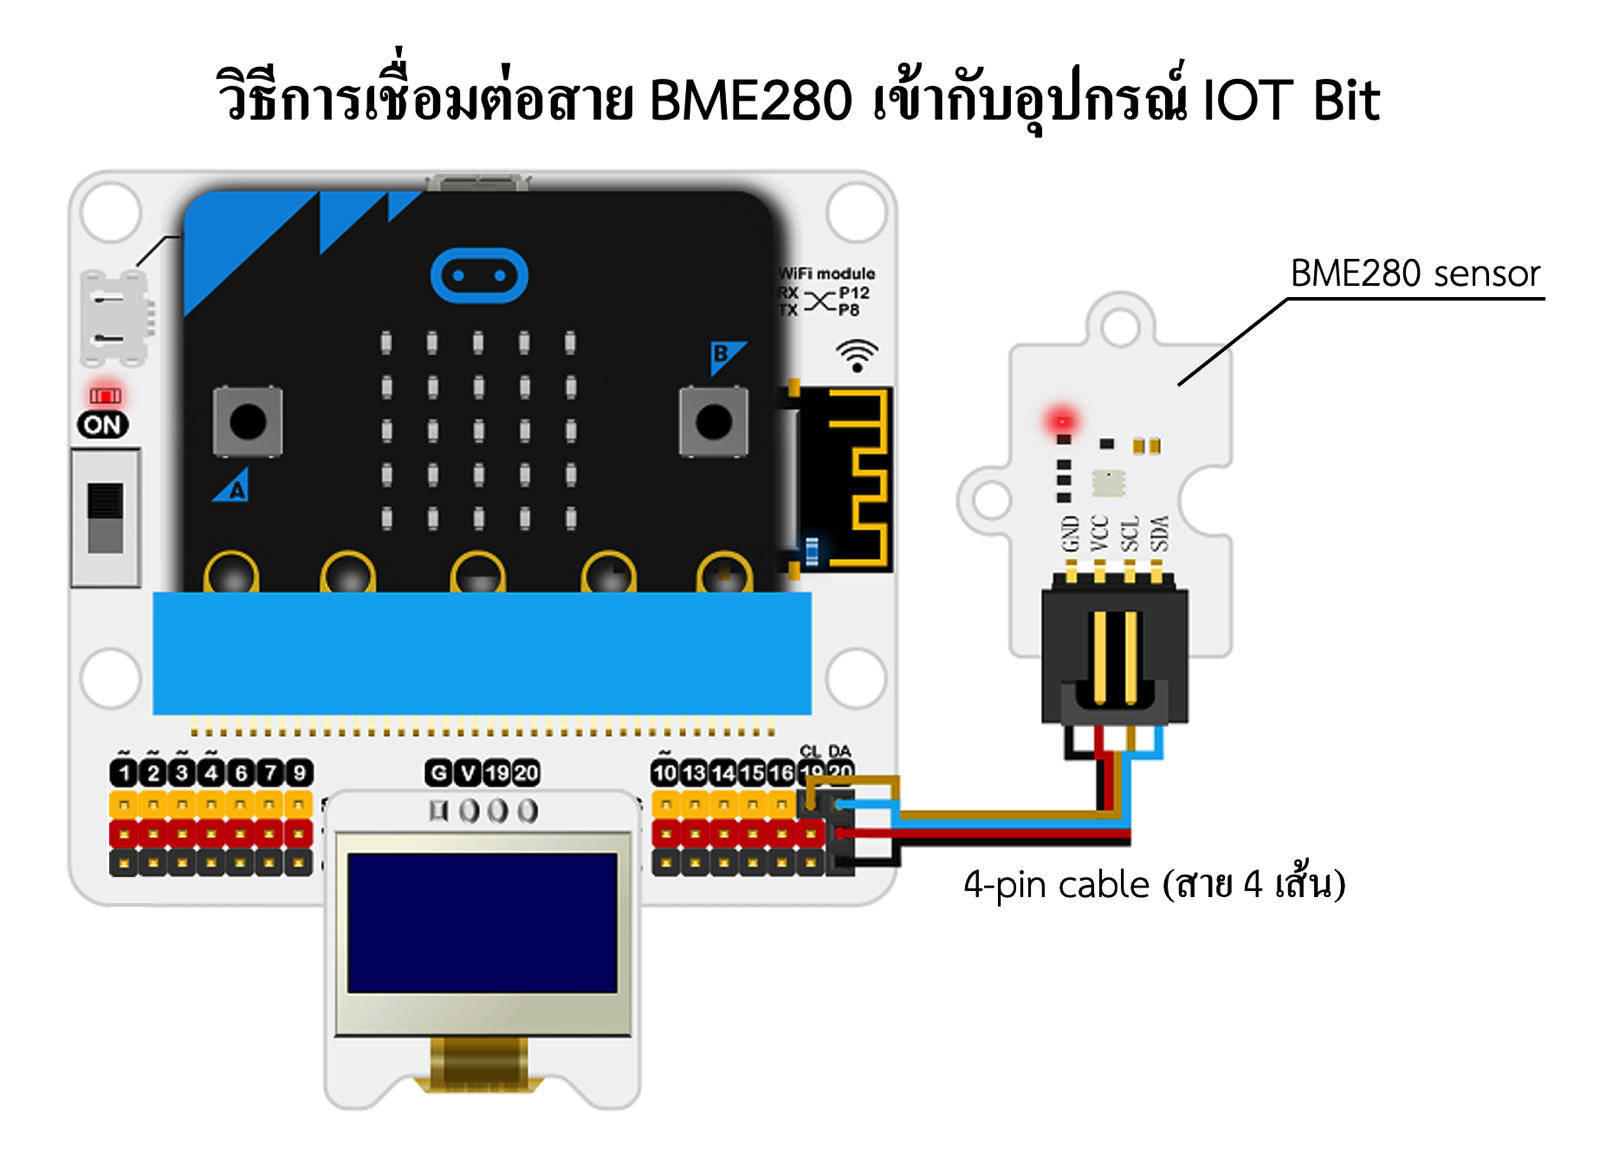 วิธีการเชื่อมต่อสาย BME280 เข้ากับอุปกรณ์ IOT Bit
WiFi module
RX P12
TX P8
BME280 sensor
B
ON
A
GND
VCC
SCL
SDA
CL DA
~ ~ ~ ~ ~
1 2 3 4 6 7 9 G V 19 20 10 13 14 15 16 19 20
4-pin cable (สาย 4 เส้น)